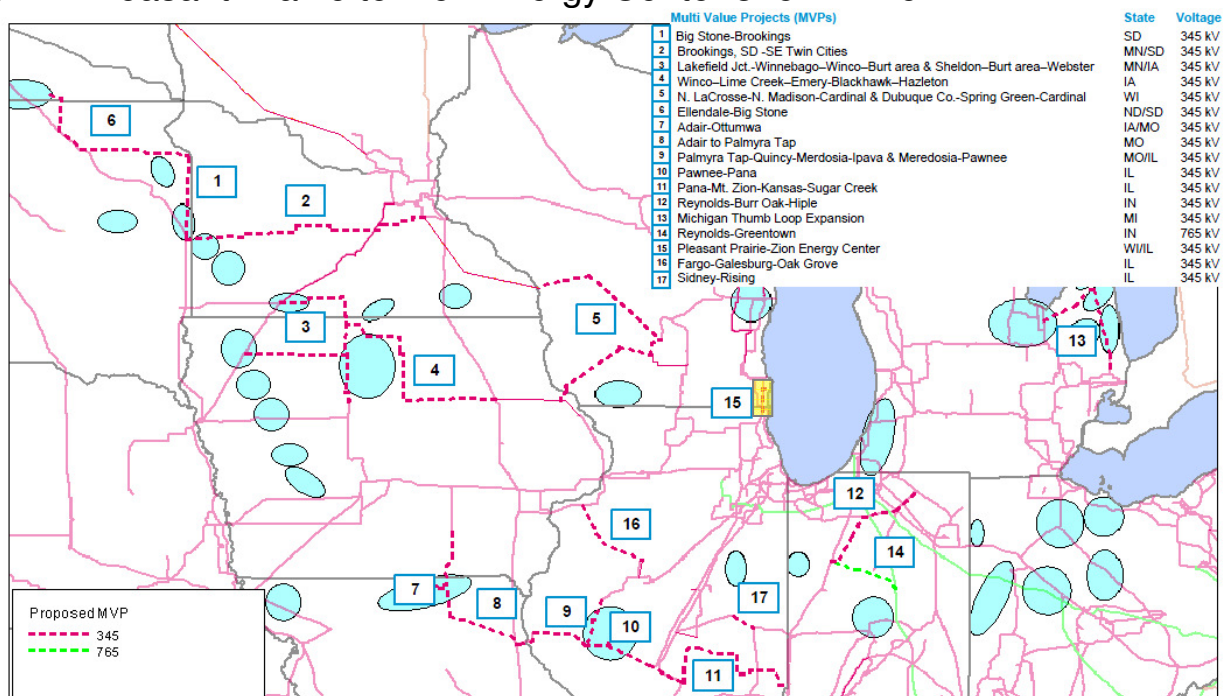 Pleasant Prairie to Zion Energy Center
Multi Value Projects (MVPs) State Voltage
1 Big Stone-Brookings SD 345 kV
2 Brookings, SD -SE Twin Cities MN/SD 345 kV
3 Lakefield Jct.-Winnebago–Winco–Burt area & Sheldon–Burt area–Webster MN/IA 345 kV
4 Winco–Lime Creek–Emery-Blackhawk–Hazleton IA 345 kV
5 N. LaCrosse-N. Madison-Cardinal & Dubuque Co.-Spring Green-Cardinal WI 345 kV
6 Ellendale-Big Stone ND/SD 345 kV
7 Adair-Ottumwa IA/MO 345 kV
8 Adair to Palmyra Tap MO 345 kV
9 Palmyra Tap-Quincy-Merdosia-Ipava & Meredosia-Pawnee MO/IL 345 kV
10 Pawnee-Pana IL 345 kV
11 Pana-Mt. Zion-Kansas-Sugar Creek IL 345 kV
12 Reynolds-Burr Oak-Hiple IN 345 kV
13 Michigan Thumb Loop Expansion MI 345 kV
14 Reynolds-Greentown IN 765 kV
15 Pleasant Prairie-Zion Energy Center WI/IL 345 kV
16 Fargo-Galesburg-Oak Grove IL 345 kV
17 Sidney-Rising IL 345 kV
6
1
2
3
5
13
4
15
12
16
14
7
8
9
10
17
11
Proposed MVP
345
765